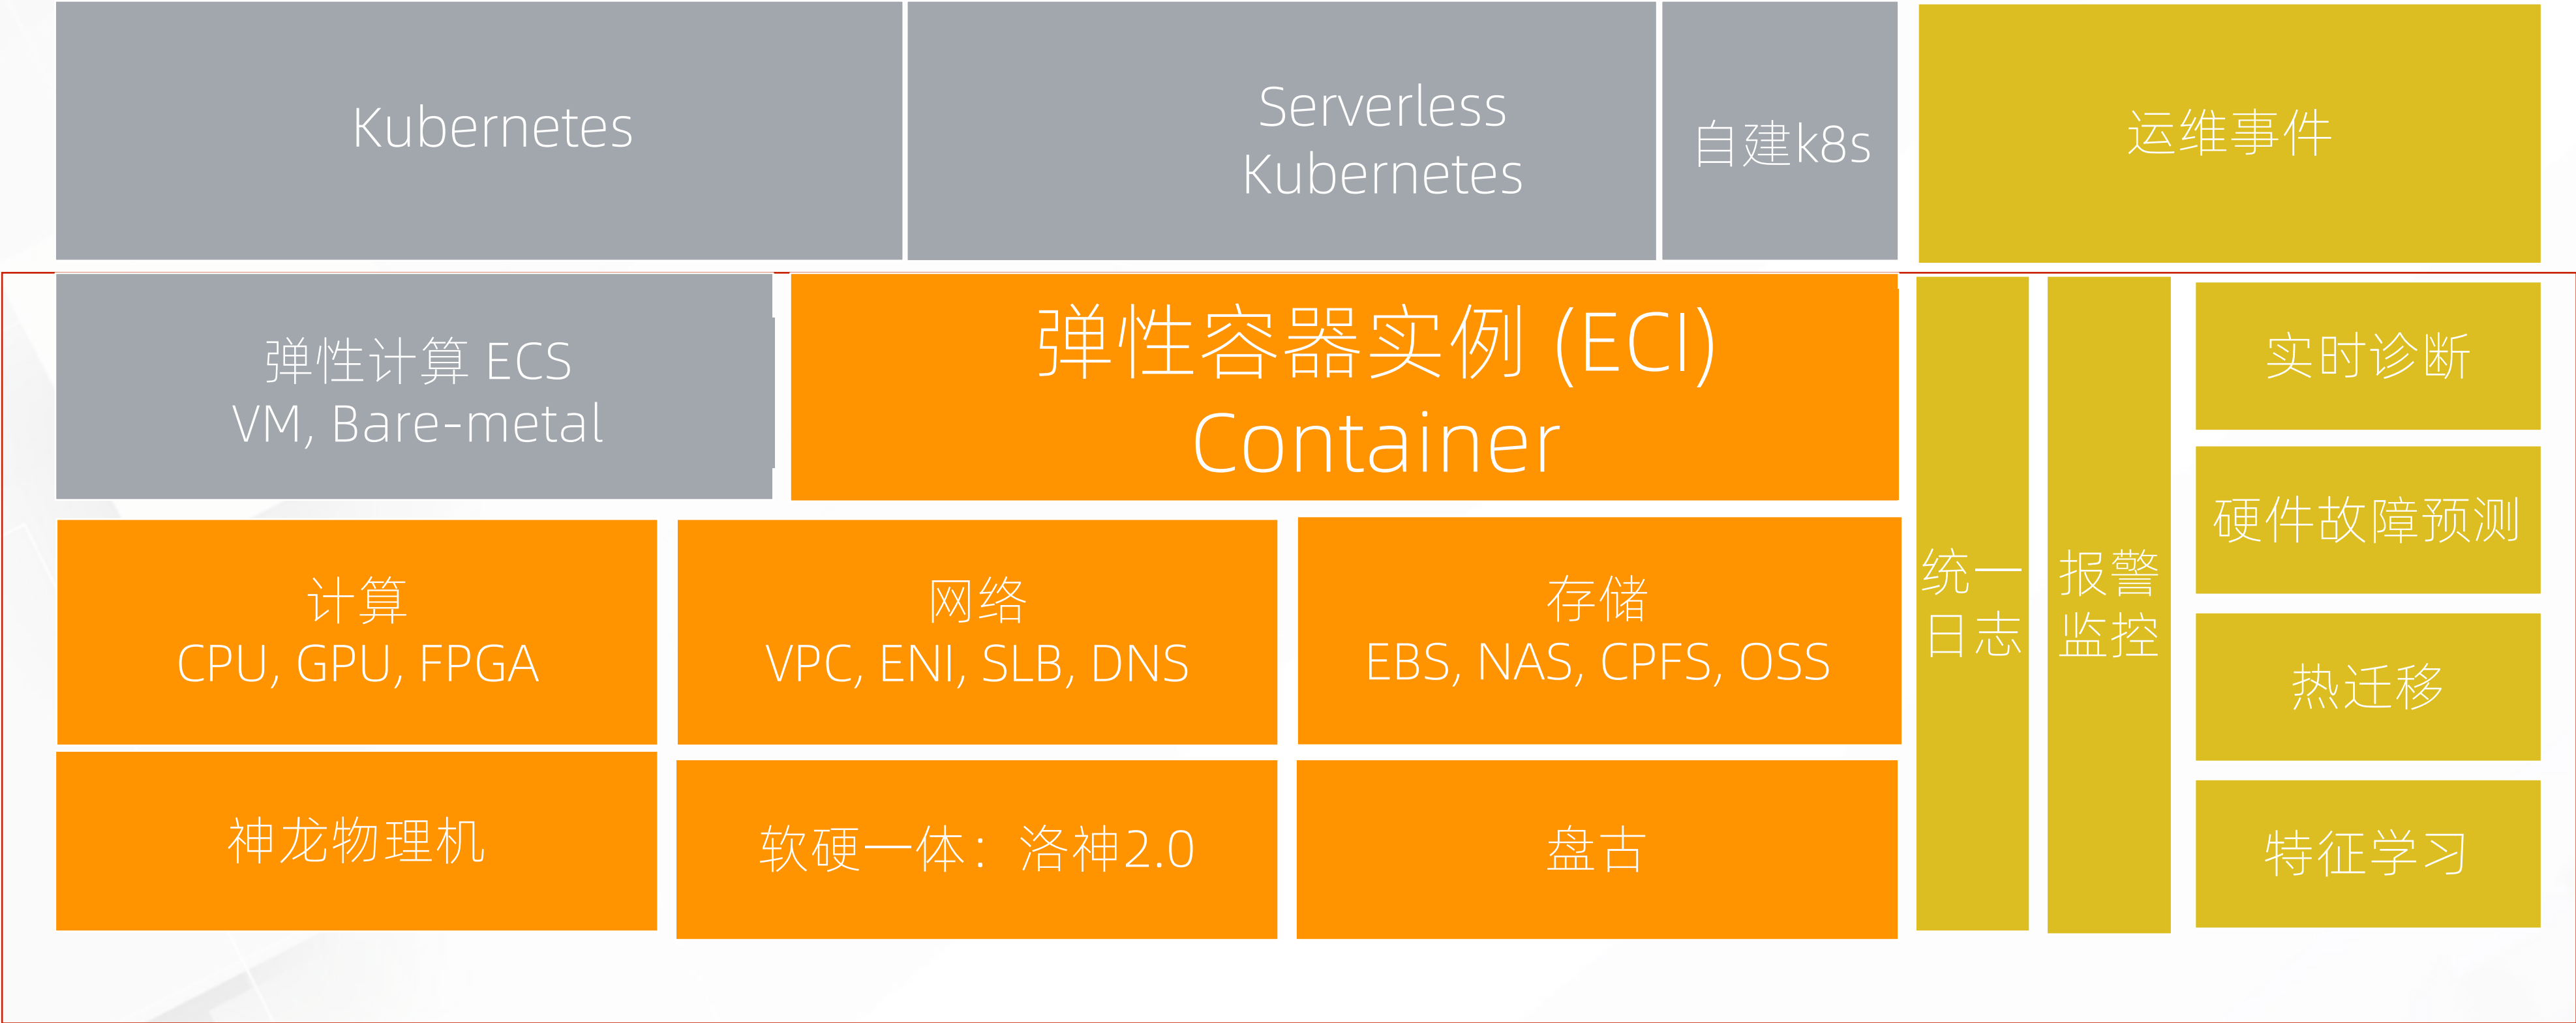 Kubernetes
Serverless
Kubernetes
自建k8s
运维事件
弹性计算 ECS
VM, Bare-metal
弹性容器实例 (ECI)
Container
计算
CPU, GPU, FPGA
网络
VPC, ENI, SLB, DNS
存储
EBS, NAS, CPFS, OSS
神龙物理机
软硬一体：洛神2.0
盘古
统一
日志
报警
监控
实时诊断
硬件故障预测
热迁移
特征学习